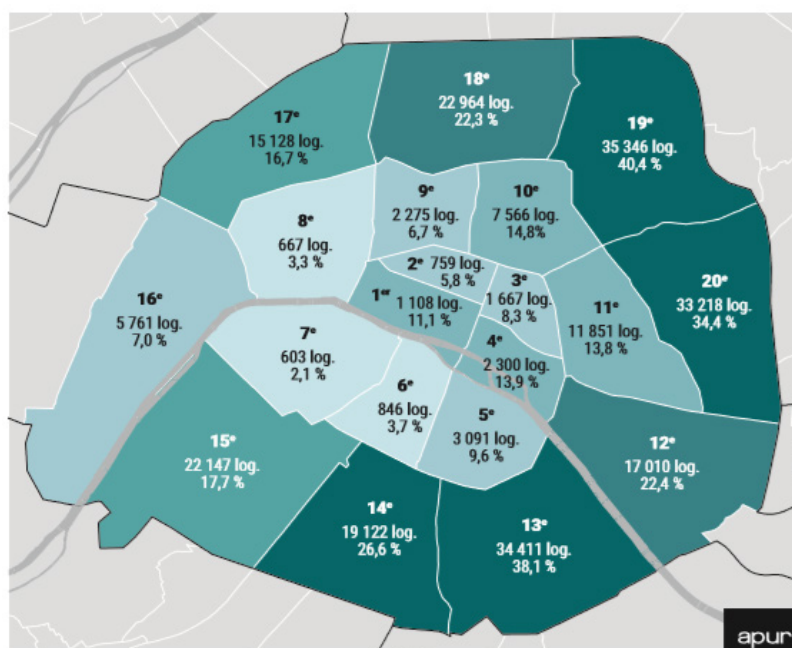 18ᵉ
22 964 log.
22,3 %
17ᵉ
15 128 log.
16,7 %
19ᵉ
35 346 log.
40,4 %
9ᵉ
2 275 log.
6,7 %
10ᵉ
7 566 log.
14,8%
8ᵉ
667 log.
3,3 %
2ᵉ 759 log.
5,8 %
3ᵉ
1 667 log.
8,3 %
20ᵉ
33 218 log.
34,4 %
16ᵉ
5 761 log.
7,0 %
1ᵉʳ
1 108 log.
11,1 %
11ᵉ
11 851 log.
13,8 %
7ᵉ
603 log.
2,1 %
4ᵉ
2 300 log.
13,9 %
6ᵉ
846 log.
3,7 %
5ᵉ
3 091 log.
9,6 %
15ᵉ
22 147 log.
17,7 %
12ᵉ
17 010 log.
22,4 %
14ᵉ
19 122 log.
26,6 %
13ᵉ
34 411 log.
38,1 %
apur